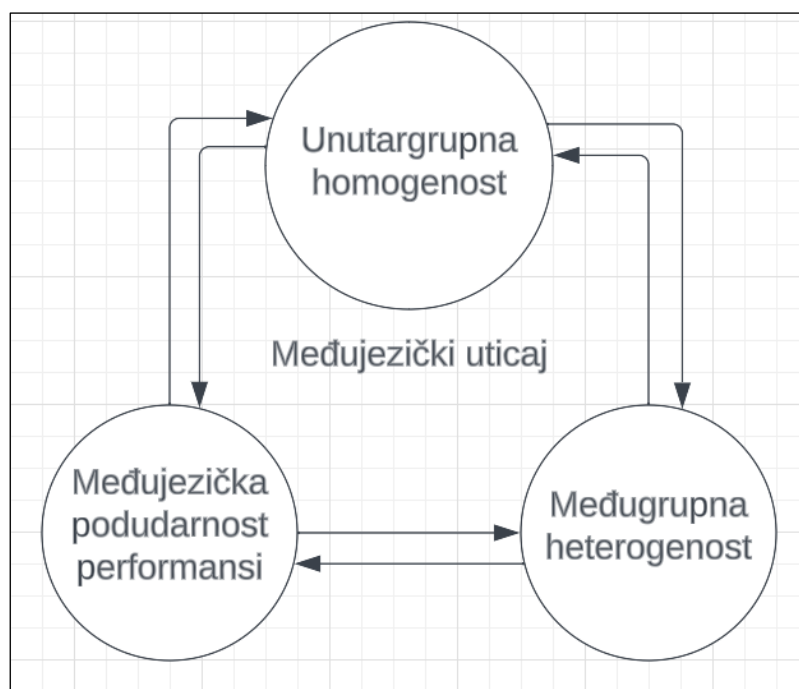 Unutargrupna
homogenost
Međujezički uticaj
Međujezička
podudarnost
performansi
Međugrupna
heterogenost